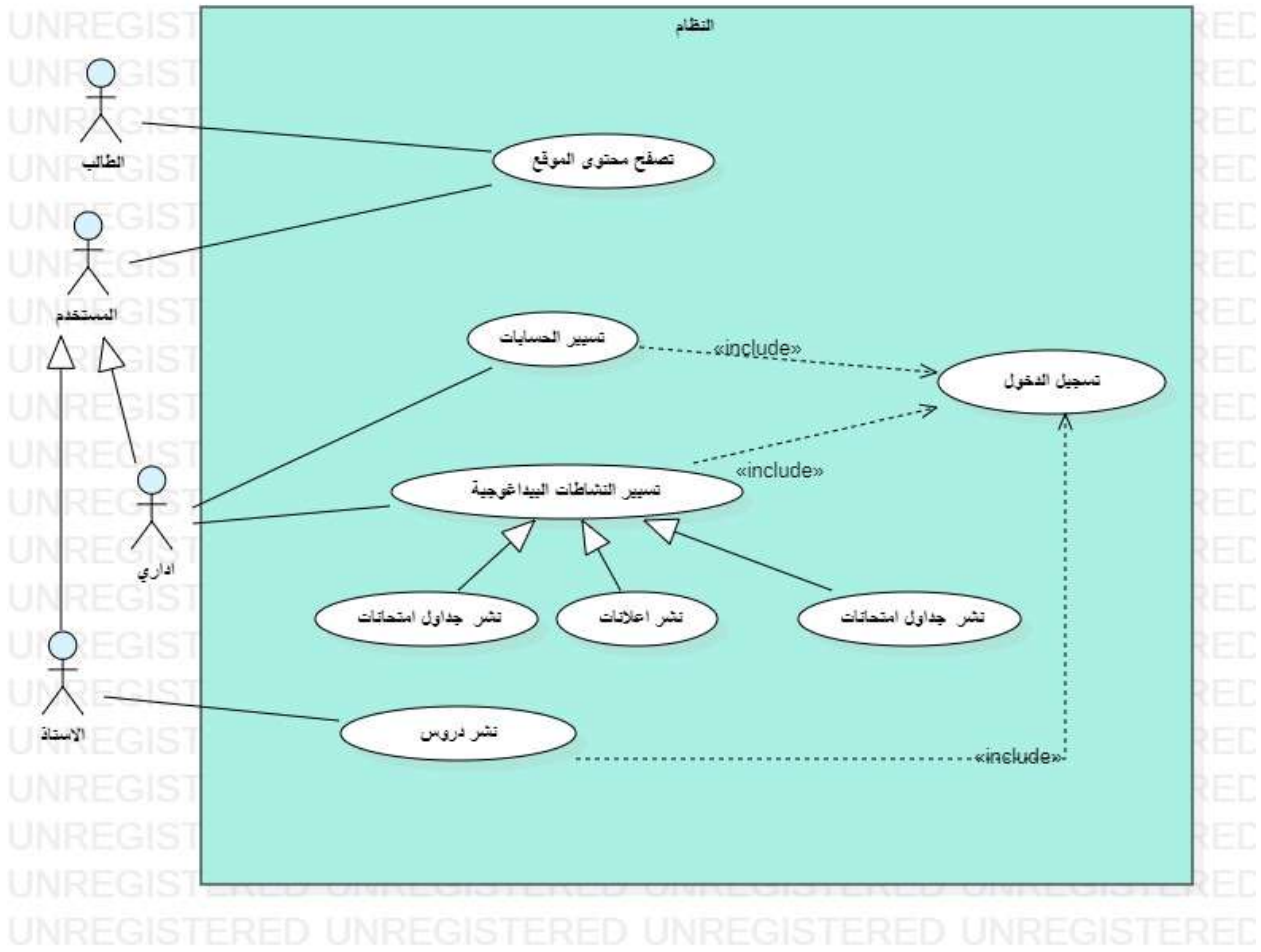 النظام
الطالب
تصفح محتوى الموقع
المستخدم
تسيير الحسابات
«include»
تسجيل الدخول
«include»
تسيير النشاطات البيداغوجية
اداري
نشر جداول امتحانات
نشر اعلانات
نشر جداول امتحانات
الاستاذ
نشر دروس
«include»
UNREGISTERED UNREGISTERED UNREGISTERED UNREGISTERED